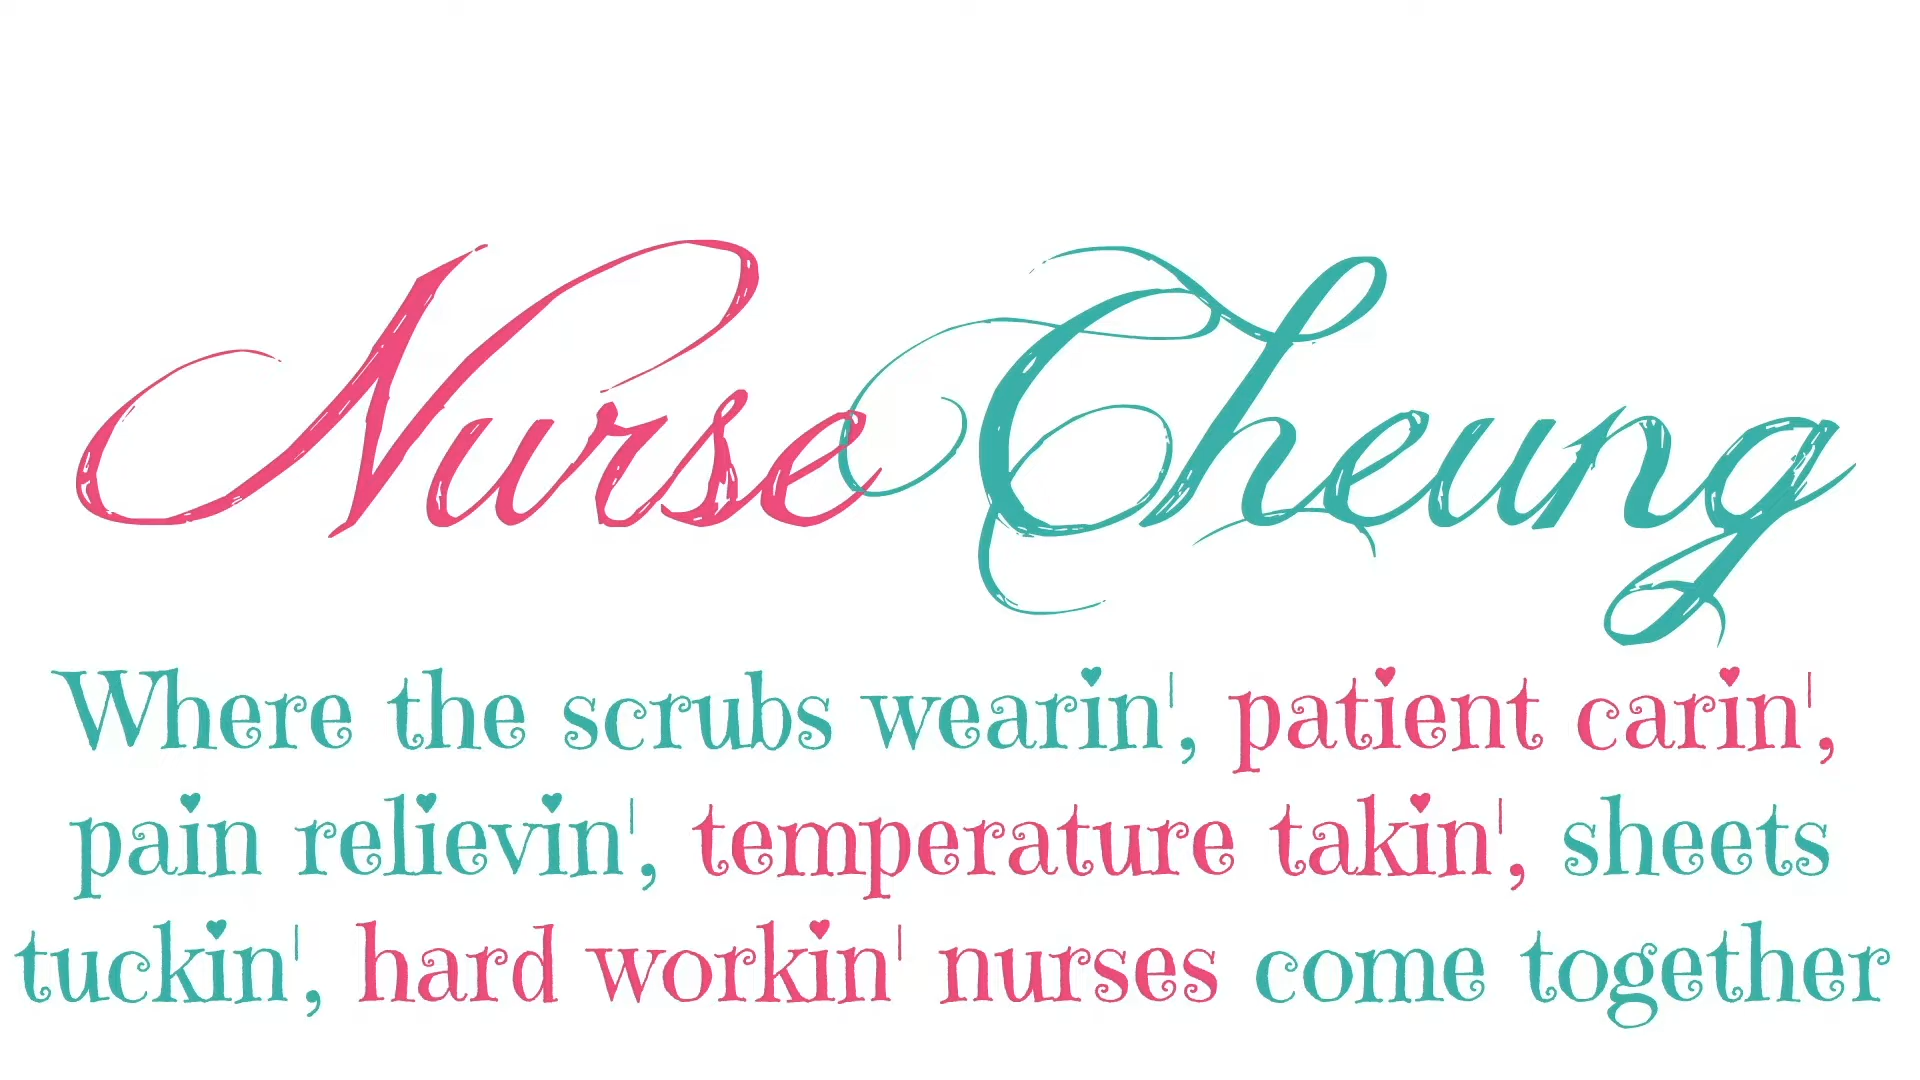 Nurse Cheung
Where the scrubs wearin', patient carin',
pain relievin', temperature takin', sheets
tuckin', hard workin' nurses come together